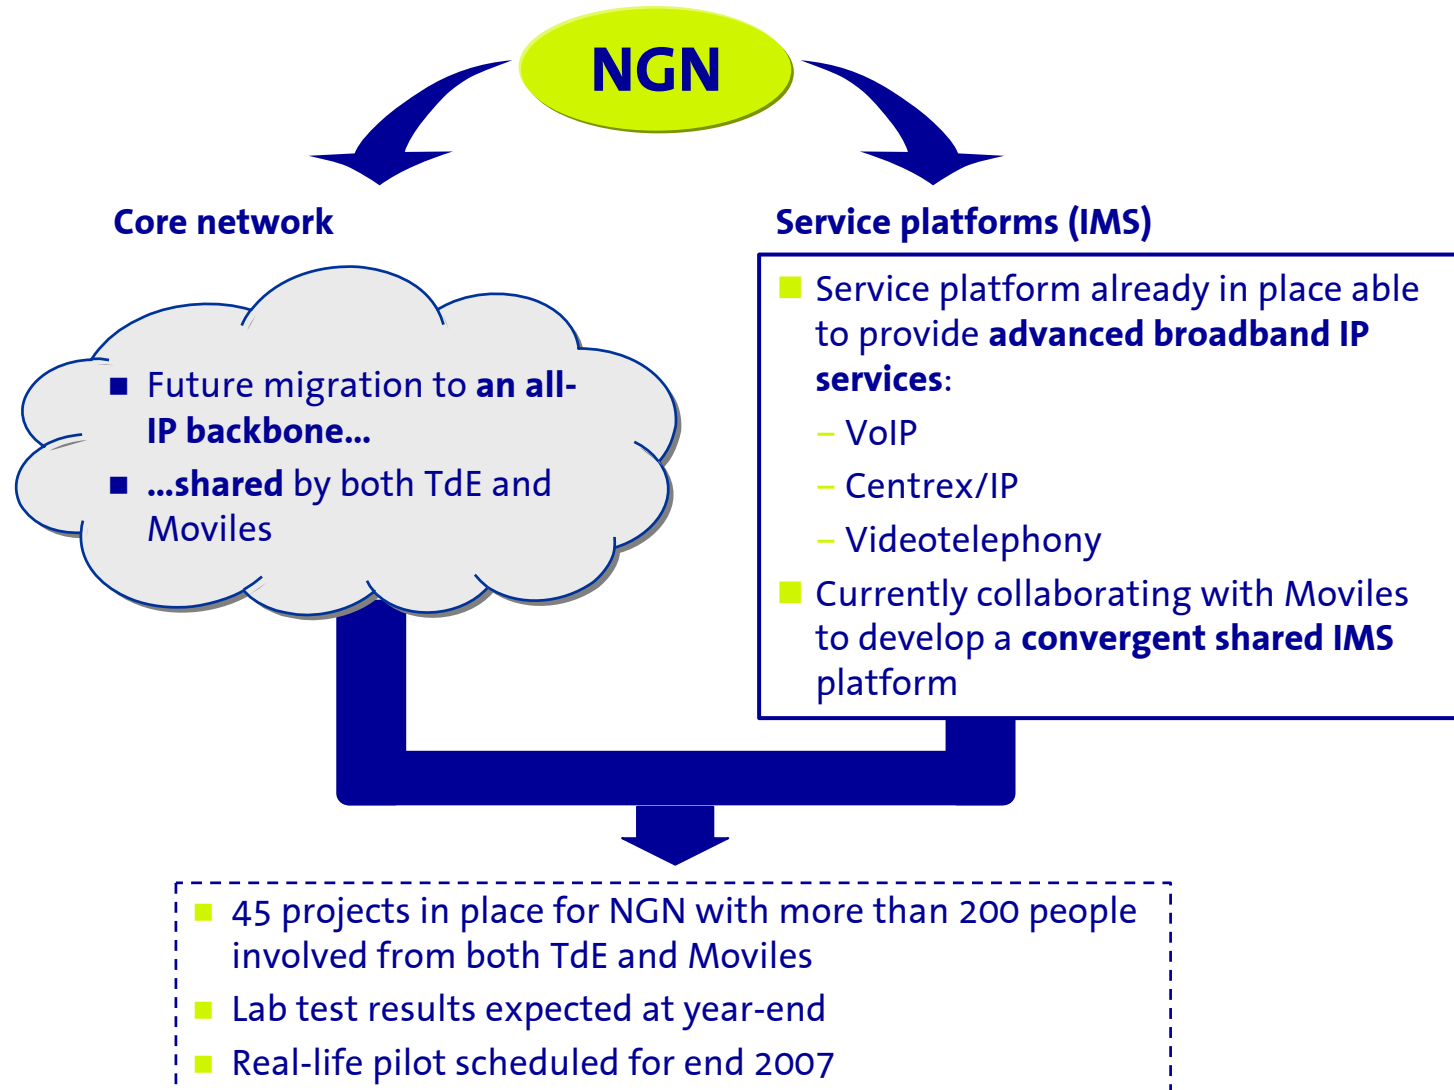 NGN
Core network
Future migration to an all-
IP backbone...
...shared by both TdE and
Moviles
Service platforms (IMS)
Service platform already in place able
to provide advanced broadband IP
services:
– VoIP
– Centrex/IP
– Videotelephony
Currently collaborating with Moviles
to develop a convergent shared IMS
platform
45 projects in place for NGN with more than 200 people
involved from both TdE and Moviles
Lab test results expected at year-end
Real-life pilot scheduled for end 2007